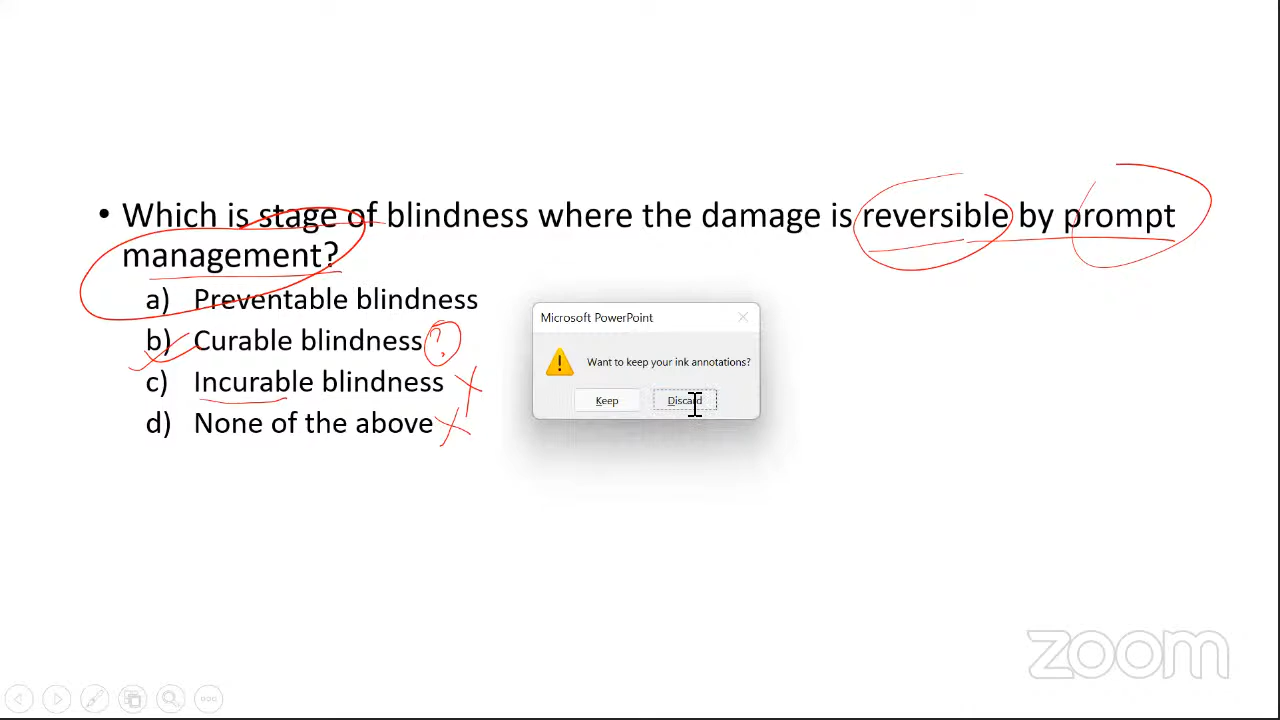 • Which is stage of blindness where the damage is reversible by prompt
management?
a) Preventable blindness
b) Curable blindness ?
c) Incurable blindness
d) None of the above
Microsoft PowerPoint
Want to keep your ink annotations?
Keep Discard
zoom